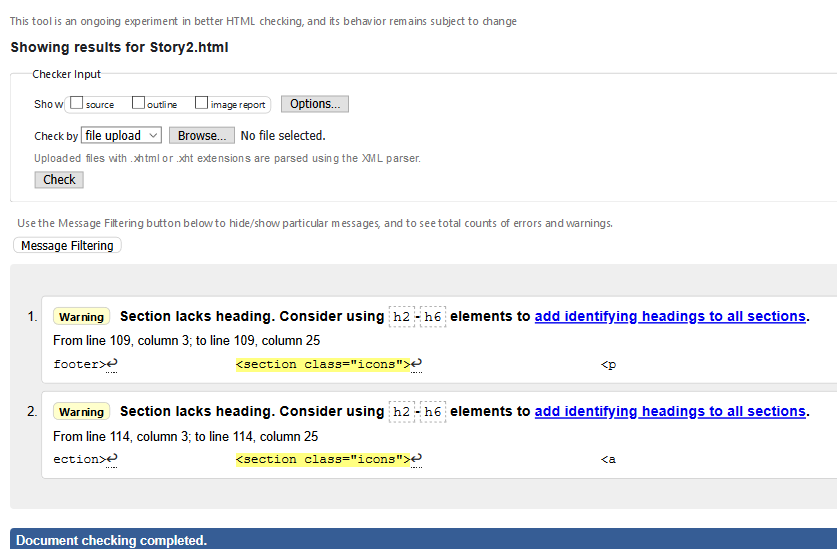 This tool is an ongoing experiment in better HTML checking, and its behavior remains subject to change
Showing results for Story2.html
Checker Input
Show source outline image report Options...
Check by file upload Browse... No file selected.
Uploaded files with .xhtml or .xht extensions are parsed using the XML parser.
Check
Use the Message Filtering button below to hide/show particular messages, and to see total counts of errors and warnings.
Message Filtering
1. Warning Section lacks heading. Consider using h2-h6 elements to add identifying headings to all sections.
From line 109, column 3; to line 109, column 25
footer>↩ <section class="icons">↩ <p
2. Warning Section lacks heading. Consider using h2-h6 elements to add identifying headings to all sections.
From line 114, column 3; to line 114, column 25
ection>↩ <section class="icons">↩ <a
Document checking completed.